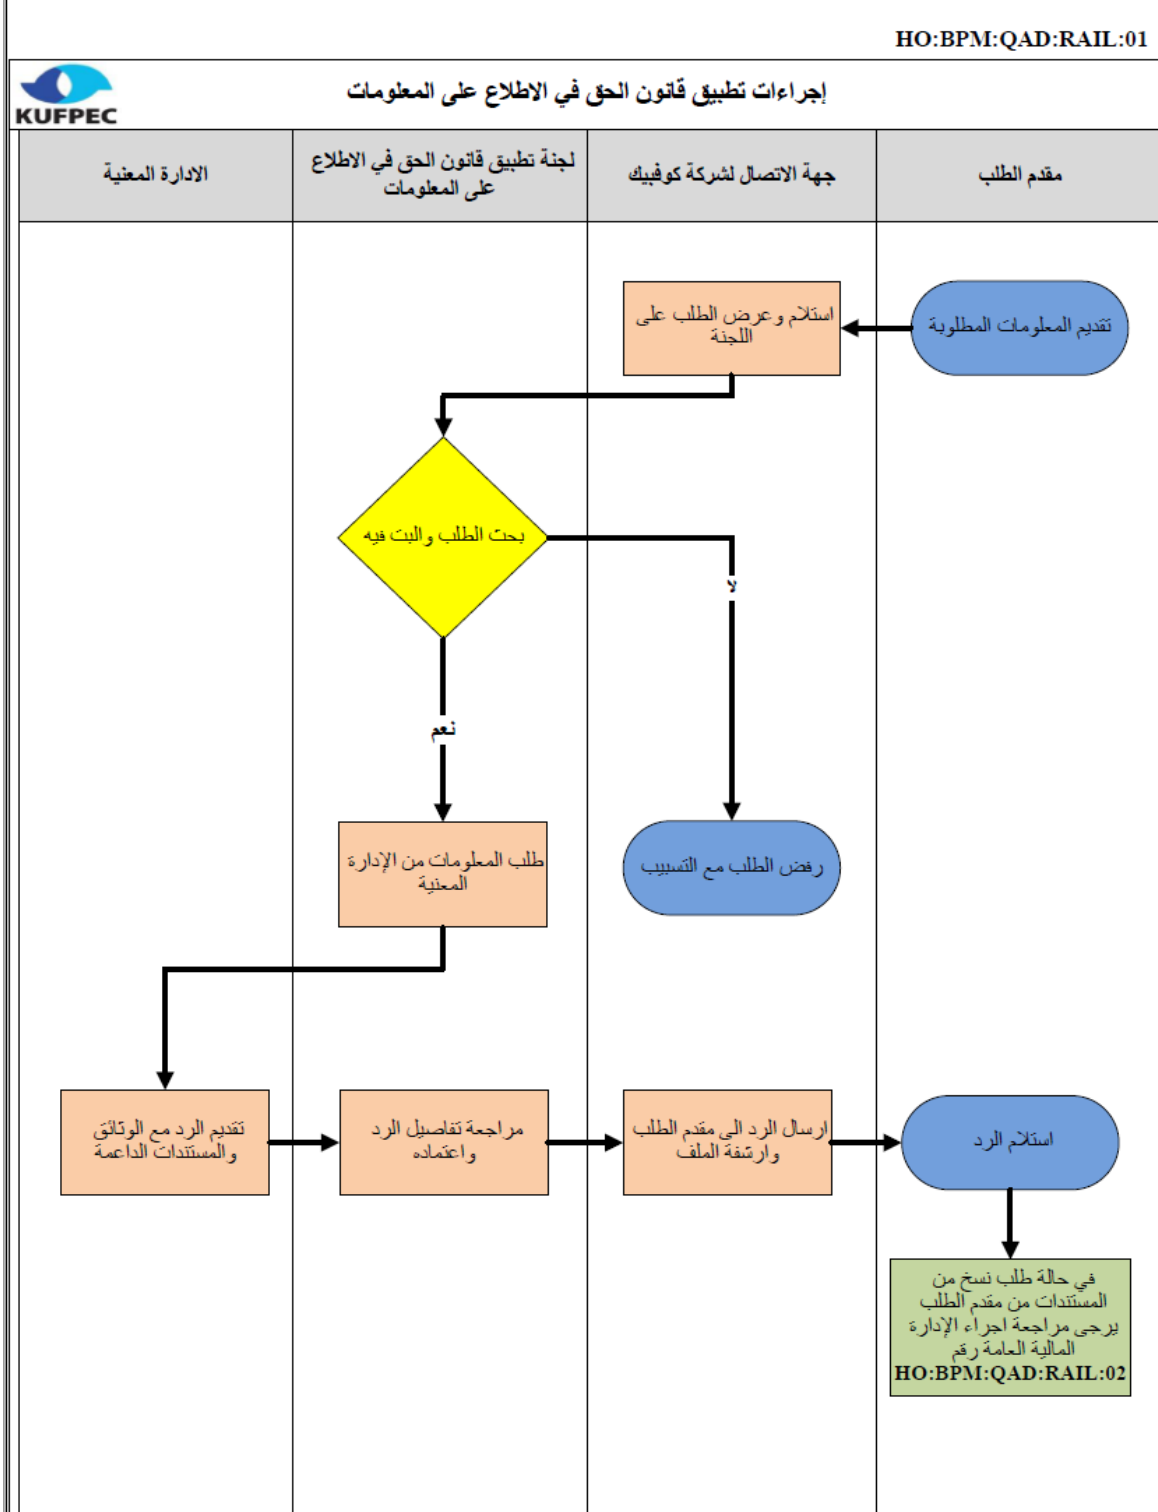 HO:BPM:QAD:RAIL:01
KUFPEC
إجراءات تطبيق قانون الحق في الاطلاع على المعلومات
مقدم الطلب
جهة الاتصال لشركة كوفبيك
لجنة تطبيق قانون الحق في الاطلاع
على المعلومات
الادارة المعنية
تقديم المعلومات المطلوبة
استلام وعرض الطلب على
اللجنة
بحث الطلب والبت فيه
لا
نعم
رفض الطلب مع التسبيب
طلب المعلومات من الإدارة
المعنية
تقديم الرد مع الوثائق
والمستندات الداعمة
مراجعة تفاصيل الرد
واعتماده
ارسال الرد الى مقدم الطلب
وارشفة الملف
استلام الرد
في حالة طلب نسخ من
المستندات من مقدم الطلب
يرجى مراجعة اجراء الإدارة
المالية العامة رقم
HO:BPM:QAD:RAIL:02